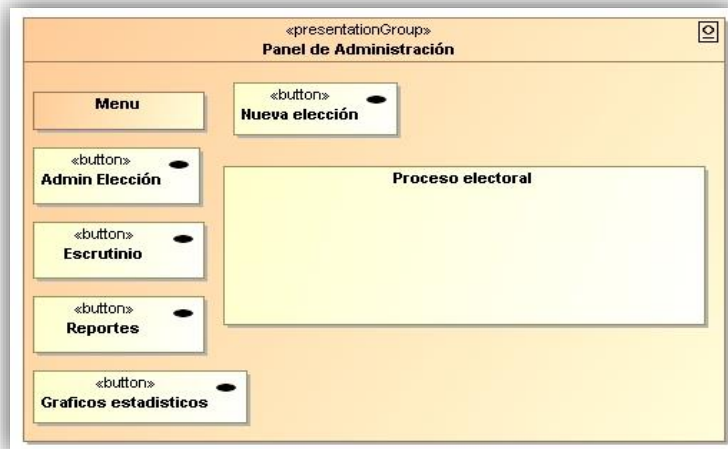 «presentationGroup»
Panel de Administración
Menu
«button»
Nueva elección
«button»
Admin Elección
Proceso electoral
«button»
Escrutinio
«button»
Reportes
«button»
Graficos estadisticos